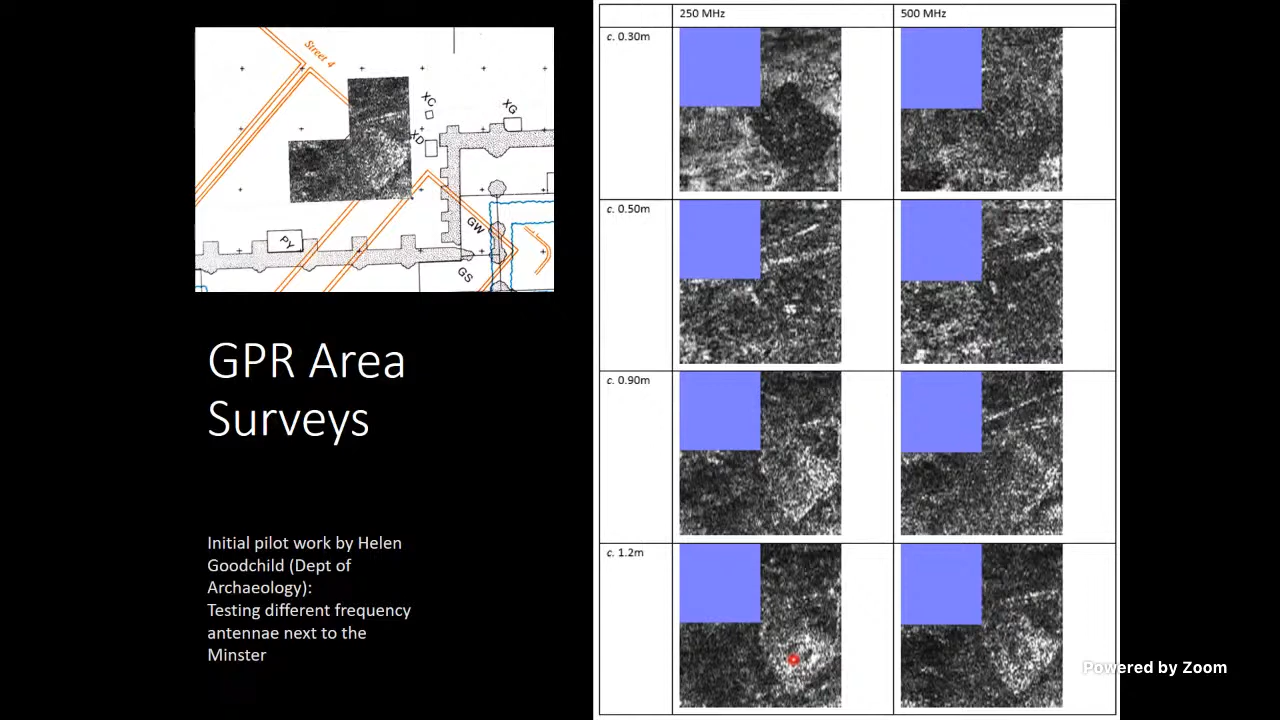 Street 4
XC
XG
XD
GW
PY
GS
GPR Area
Surveys
Initial pilot work by Helen
Goodchild (Dept of
Archaeology):
Testing different frequency
antennae next to the
Minster
250 MHz
500 MHz
c. 0.30m
c. 0.50m
c. 0.90m
c. 1.2m
Powered by Zoom